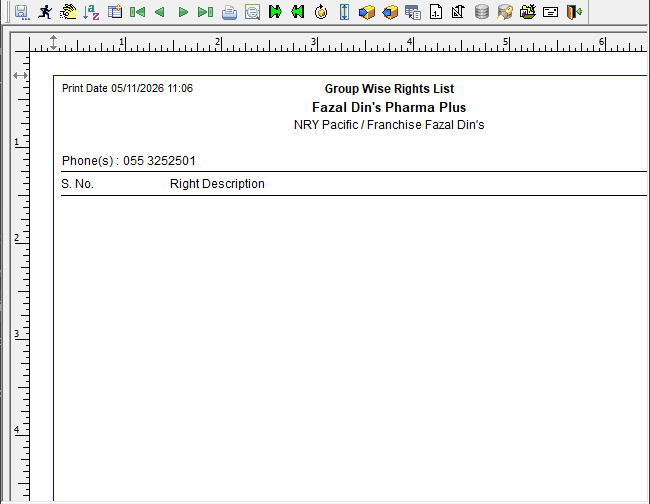 1 2 3 4 5 6
Print Date 05/11/2026 11:06
Group Wise Rights List
Fazal Din's Pharma Plus
NRY Pacific / Franchise Fazal Din's
1
Phone(s) : 055 3252501
S. No. Right Description
2
3
4